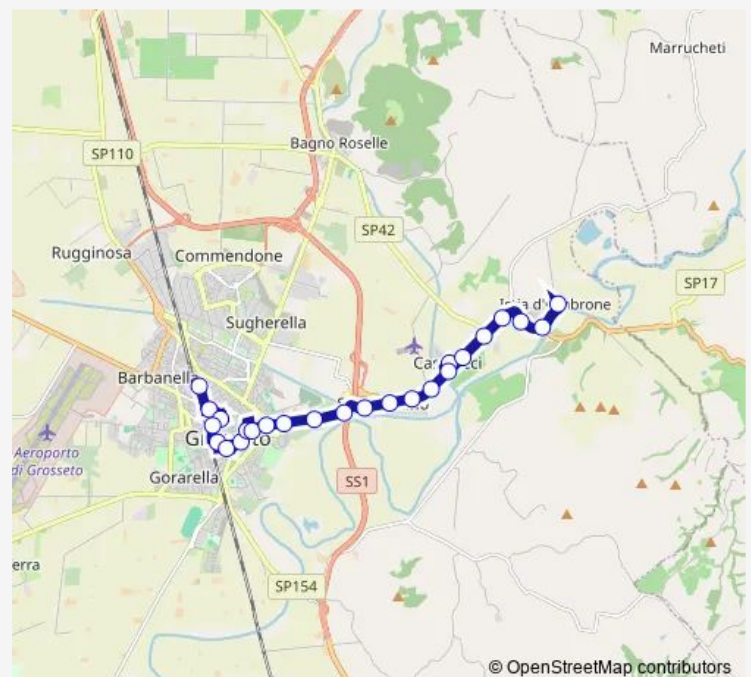 Marrucheti
Bagno Roselle
SP110
SP42
Rugginosa
Commendone
SP17
Sugherella
Barbanella
Aeroporto
di Grosseto
Gorarella
SS1
erra
SP154
© OpenStreetMap contributors